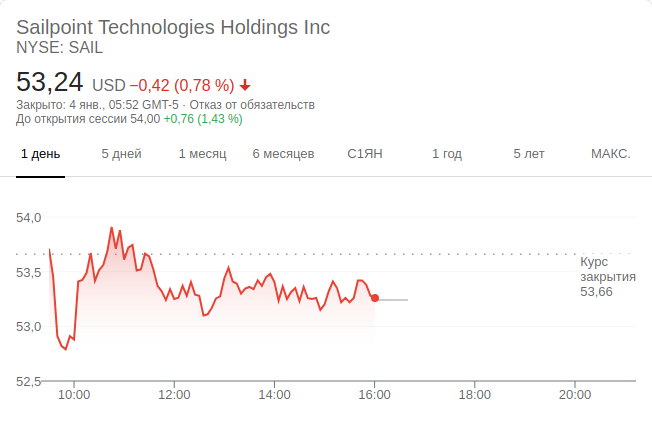 Sailpoint Technologies Holdings Inc
NYSE: SAIL
53,24 USD −0,42 (0,78 %)
Закрыто: 4 янв., 05:52 GMT-5 · Отказ от обязательств
До открытия сессии 54,00 +0,76 (1,43 %)
1 день 5 дней 1 месяц 6 месяцев С1ЯН 1 год 5 лет МАКС.
54,0
Курс
закрытия
53,66
53,5
53,0
52,5
10:00 12:00 14:00 16:00 18:00 20:00